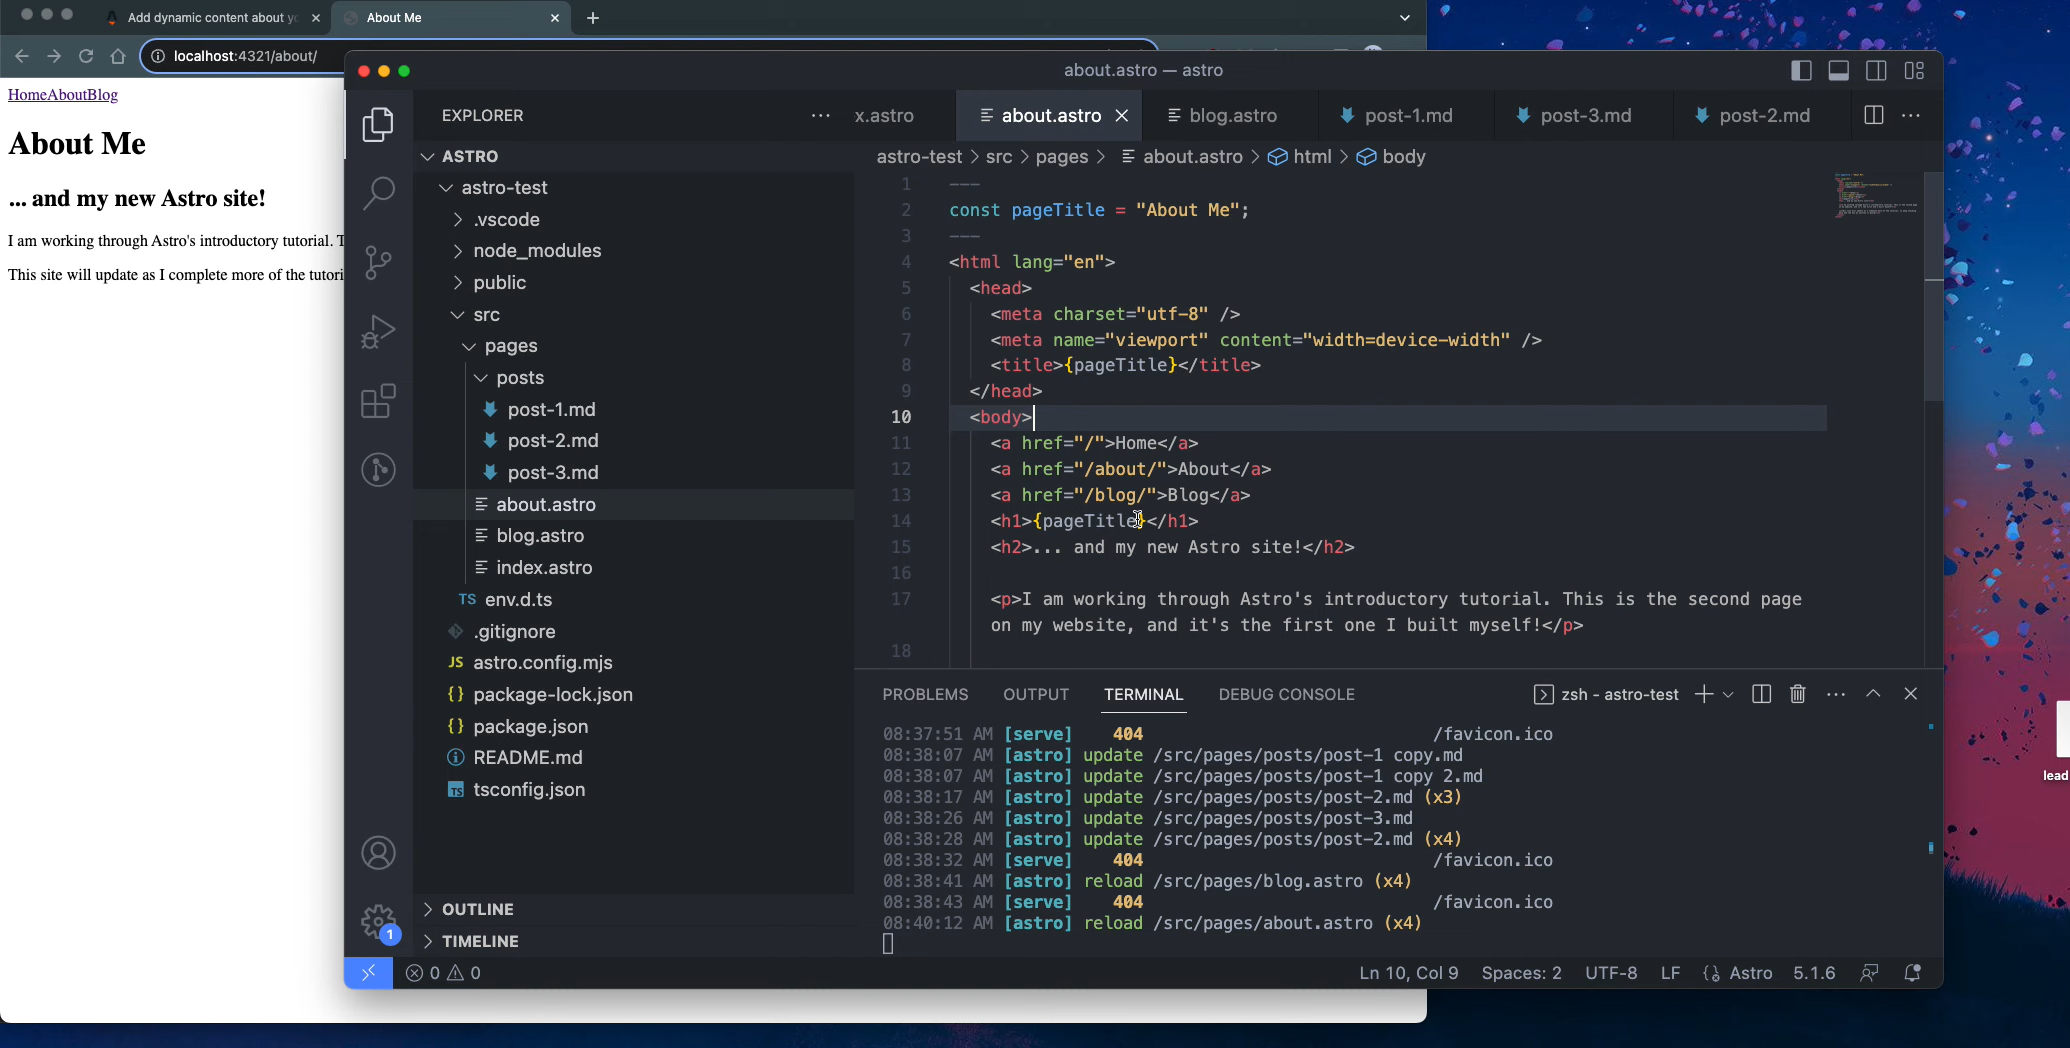 Add dynamic content about yo
About Me
localhost:4321/about/
HomeAboutBlog
About Me
... and my new Astro site!
I am working through Astro's introductory tutorial. T
This site will update as I complete more of the tutori
about.astro — astro
EXPLORER
x.astro
about.astro
blog.astro
post-1.md
post-3.md
post-2.md
astro-test > src > pages > about.astro > html > body
ASTRO
astro-test
.vscode
node_modules
public
src
pages
posts
post-1.md
post-2.md
post-3.md
about.astro
blog.astro
index.astro
TS env.d.ts
.gitignore
JS astro.config.mjs
{} package-lock.json
{} package.json
README.md
TS tsconfig.json
OUTLINE
TIMELINE
1 ---
2 const pageTitle = "About Me";
3 ---
4 <html lang="en">
5 <head>
6 <meta charset="utf-8" />
7 <meta name="viewport" content="width=device-width" />
8 <title>{pageTitle}</title>
9 </head>
10 <body>
11 <a href="/">Home</a>
12 <a href="/about/">About</a>
13 <a href="/blog/">Blog</a>
14 <h1>{pageTitle}</h1>
15 <h2>... and my new Astro site!</h2>
16
17 <p>I am working through Astro's introductory tutorial. This is the second page
on my website, and it's the first one I built myself!</p>
18
PROBLEMS OUTPUT TERMINAL DEBUG CONSOLE
zsh - astro-test
08:37:51 AM [serve] 404 /favicon.ico
08:38:07 AM [astro] update /src/pages/posts/post-1 copy.md
08:38:07 AM [astro] update /src/pages/posts/post-1 copy 2.md
08:38:17 AM [astro] update /src/pages/posts/post-2.md (x3)
08:38:26 AM [astro] update /src/pages/posts/post-3.md
08:38:28 AM [astro] update /src/pages/posts/post-2.md (x4)
08:38:32 AM [serve] 404 /favicon.ico
08:38:41 AM [astro] reload /src/pages/blog.astro (x4)
08:38:43 AM [serve] 404 /favicon.ico
08:40:12 AM [astro] reload /src/pages/about.astro (x4)
1
0 0
Ln 10, Col 9 Spaces: 2 UTF-8 LF Astro 5.1.6
lead